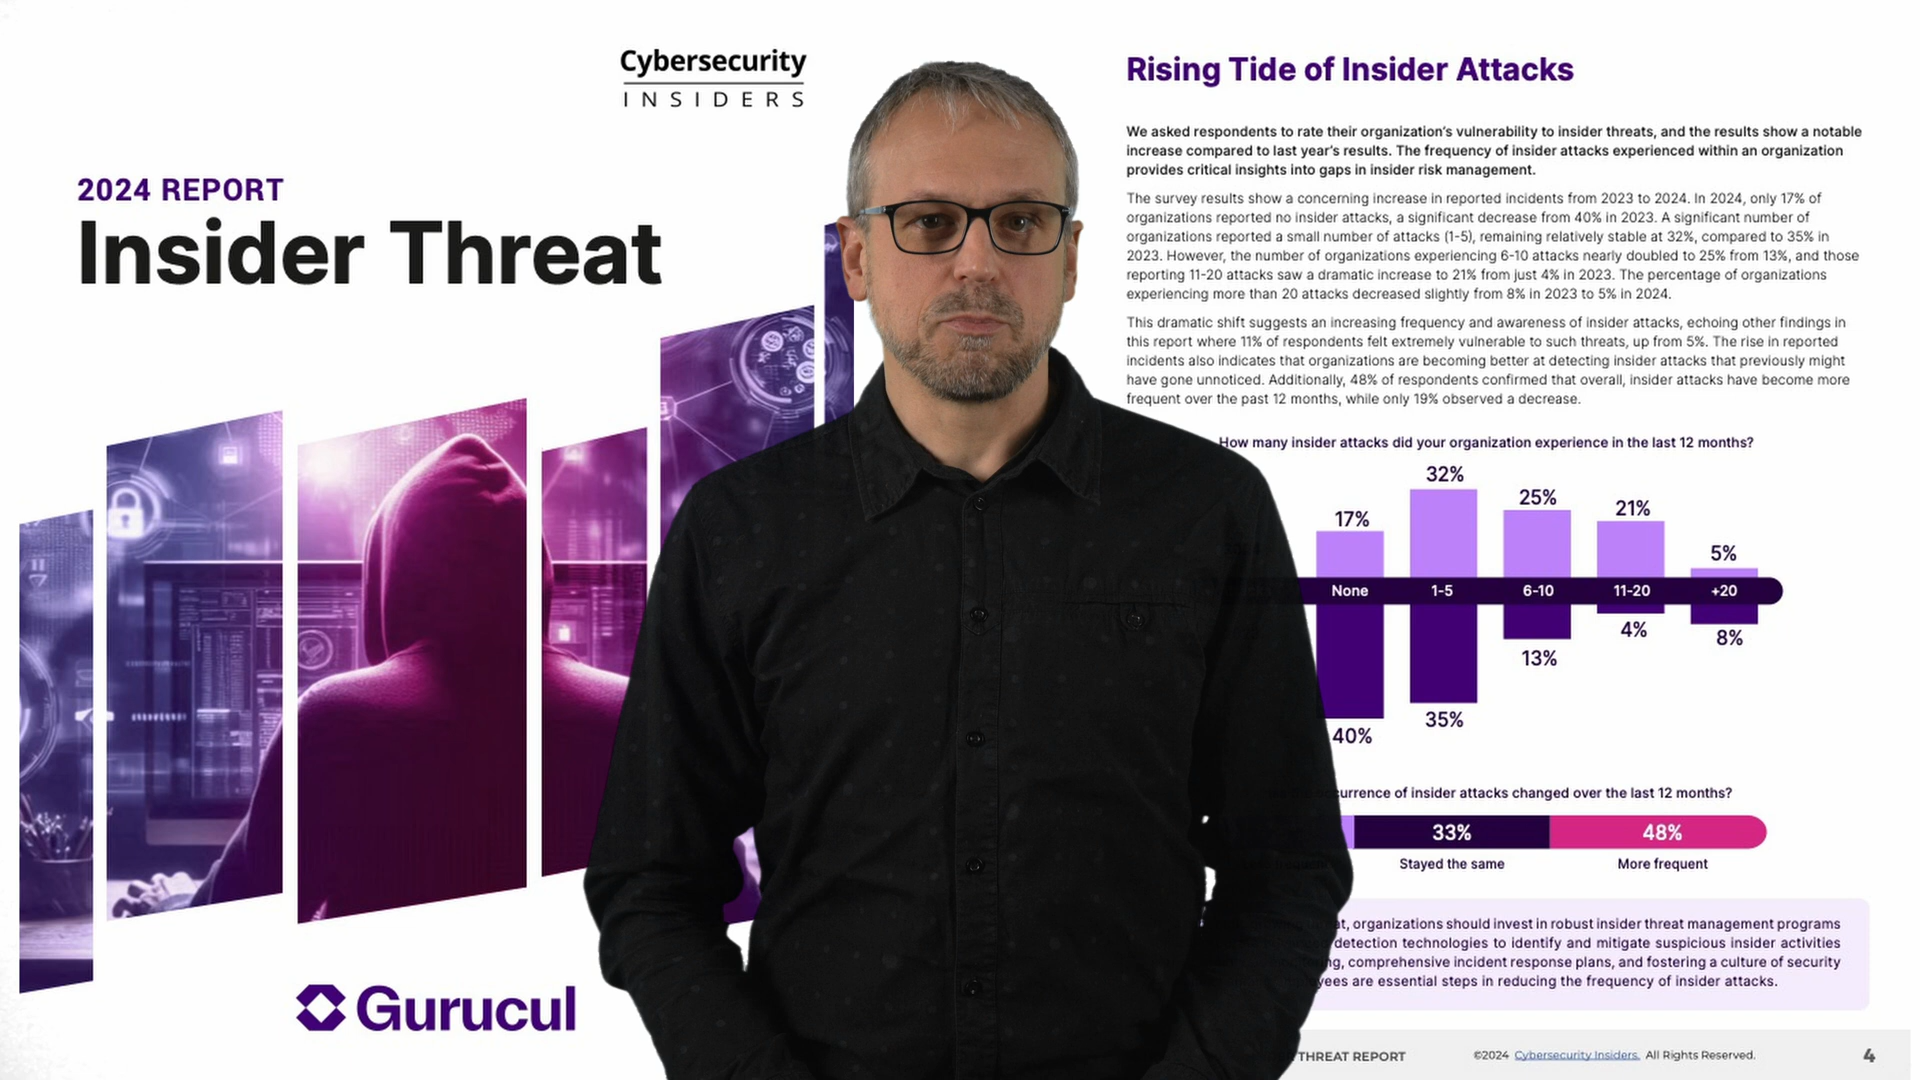 Cybersecurity
INSIDERS
2024 REPORT
Insider Threat
Gurucul
Rising Tide of Insider Attacks
We asked respondents to rate their organization's vulnerability to insider threats, and the results show a notable
increase compared to last year's results. The frequency of insider attacks experienced within an organization
provides critical insights into gaps in insider risk management.
The survey results show a concerning increase in reported incidents from 2023 to 2024. In 2024, only 17% of
organizations reported no insider attacks, a significant decrease from 40% in 2023. A significant number of
organizations reported a small number of attacks (1-5), remaining relatively stable at 32%, compared to 35% in
2023. However, the number of organizations experiencing 6-10 attacks nearly doubled to 25% from 13%, and those
reporting 11-20 attacks saw a dramatic increase to 21% from just 4% in 2023. The percentage of organizations
experiencing more than 20 attacks decreased slightly from 8% in 2023 to 5% in 2024.
This dramatic shift suggests an increasing frequency and awareness of insider attacks, echoing other findings in
this report where 11% of respondents felt extremely vulnerable to such threats, up from 5%. The rise in reported
incidents also indicates that organizations are becoming better at detecting insider attacks that previously might
have gone unnoticed. Additionally, 48% of respondents confirmed that overall, insider attacks have become more
frequent over the past 12 months, while only 19% observed a decrease.
How many insider attacks did your organization experience in the last 12 months?
17% 32% 25% 21% 5%
None 1-5 6-10 11-20 +20
40% 35% 13% 4% 8%
of insider attacks changed over the last 12 months?
33% 48%
Stayed the same More frequent
organizations should invest in robust insider threat management programs
detection technologies to identify and mitigate suspicious insider activities
comprehensive incident response plans, and fostering a culture of security
are essential steps in reducing the frequency of insider attacks.
THREAT REPORT ©2024 Cybersecurity Insiders. All Rights Reserved. 4